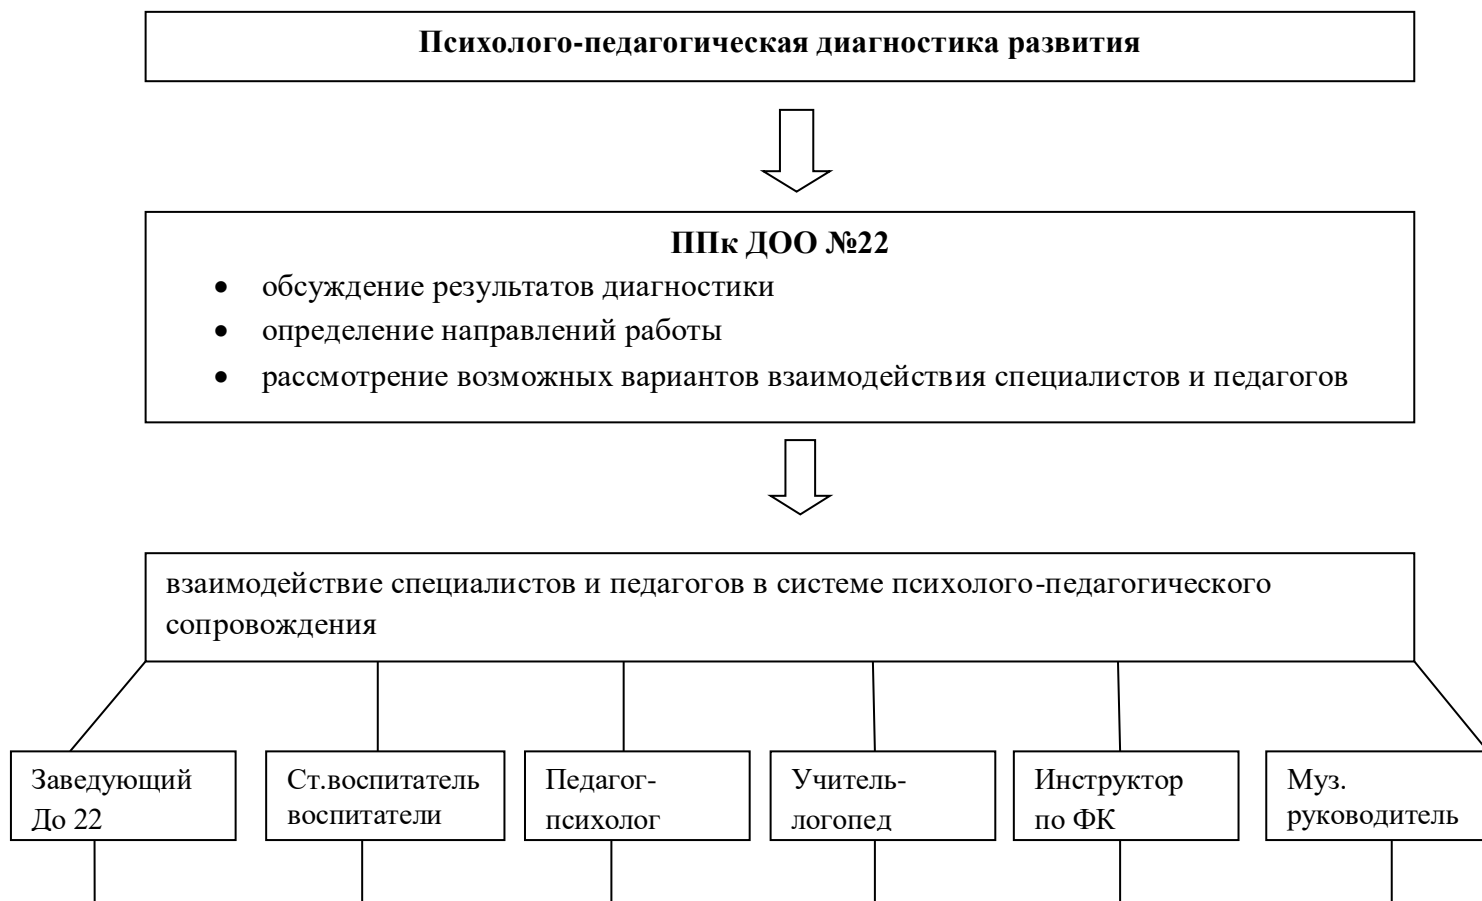 Психолого-педагогическая диагностика развития
ППк ДОО №22
• обсуждение результатов диагностики
• определение направлений работы
• рассмотрение возможных вариантов взаимодействия специалистов и педагогов
взаимодействие специалистов и педагогов в системе психолого-педагогического
сопровождения
Заведующий
До 22
Ст.воспитатель
воспитатели
Педагог-
психолог
Учитель-
логопед
Инструктор
по ФК
Муз.
руководитель